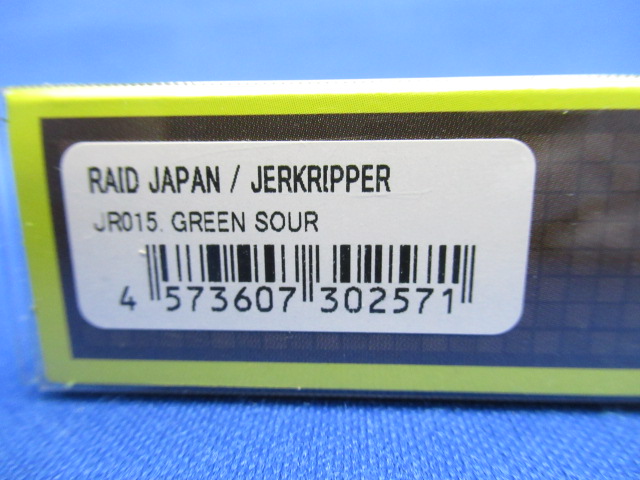 RAID JAPAN / JERKRIPPER
JR015. GREEN SOUR
4 573607 302571